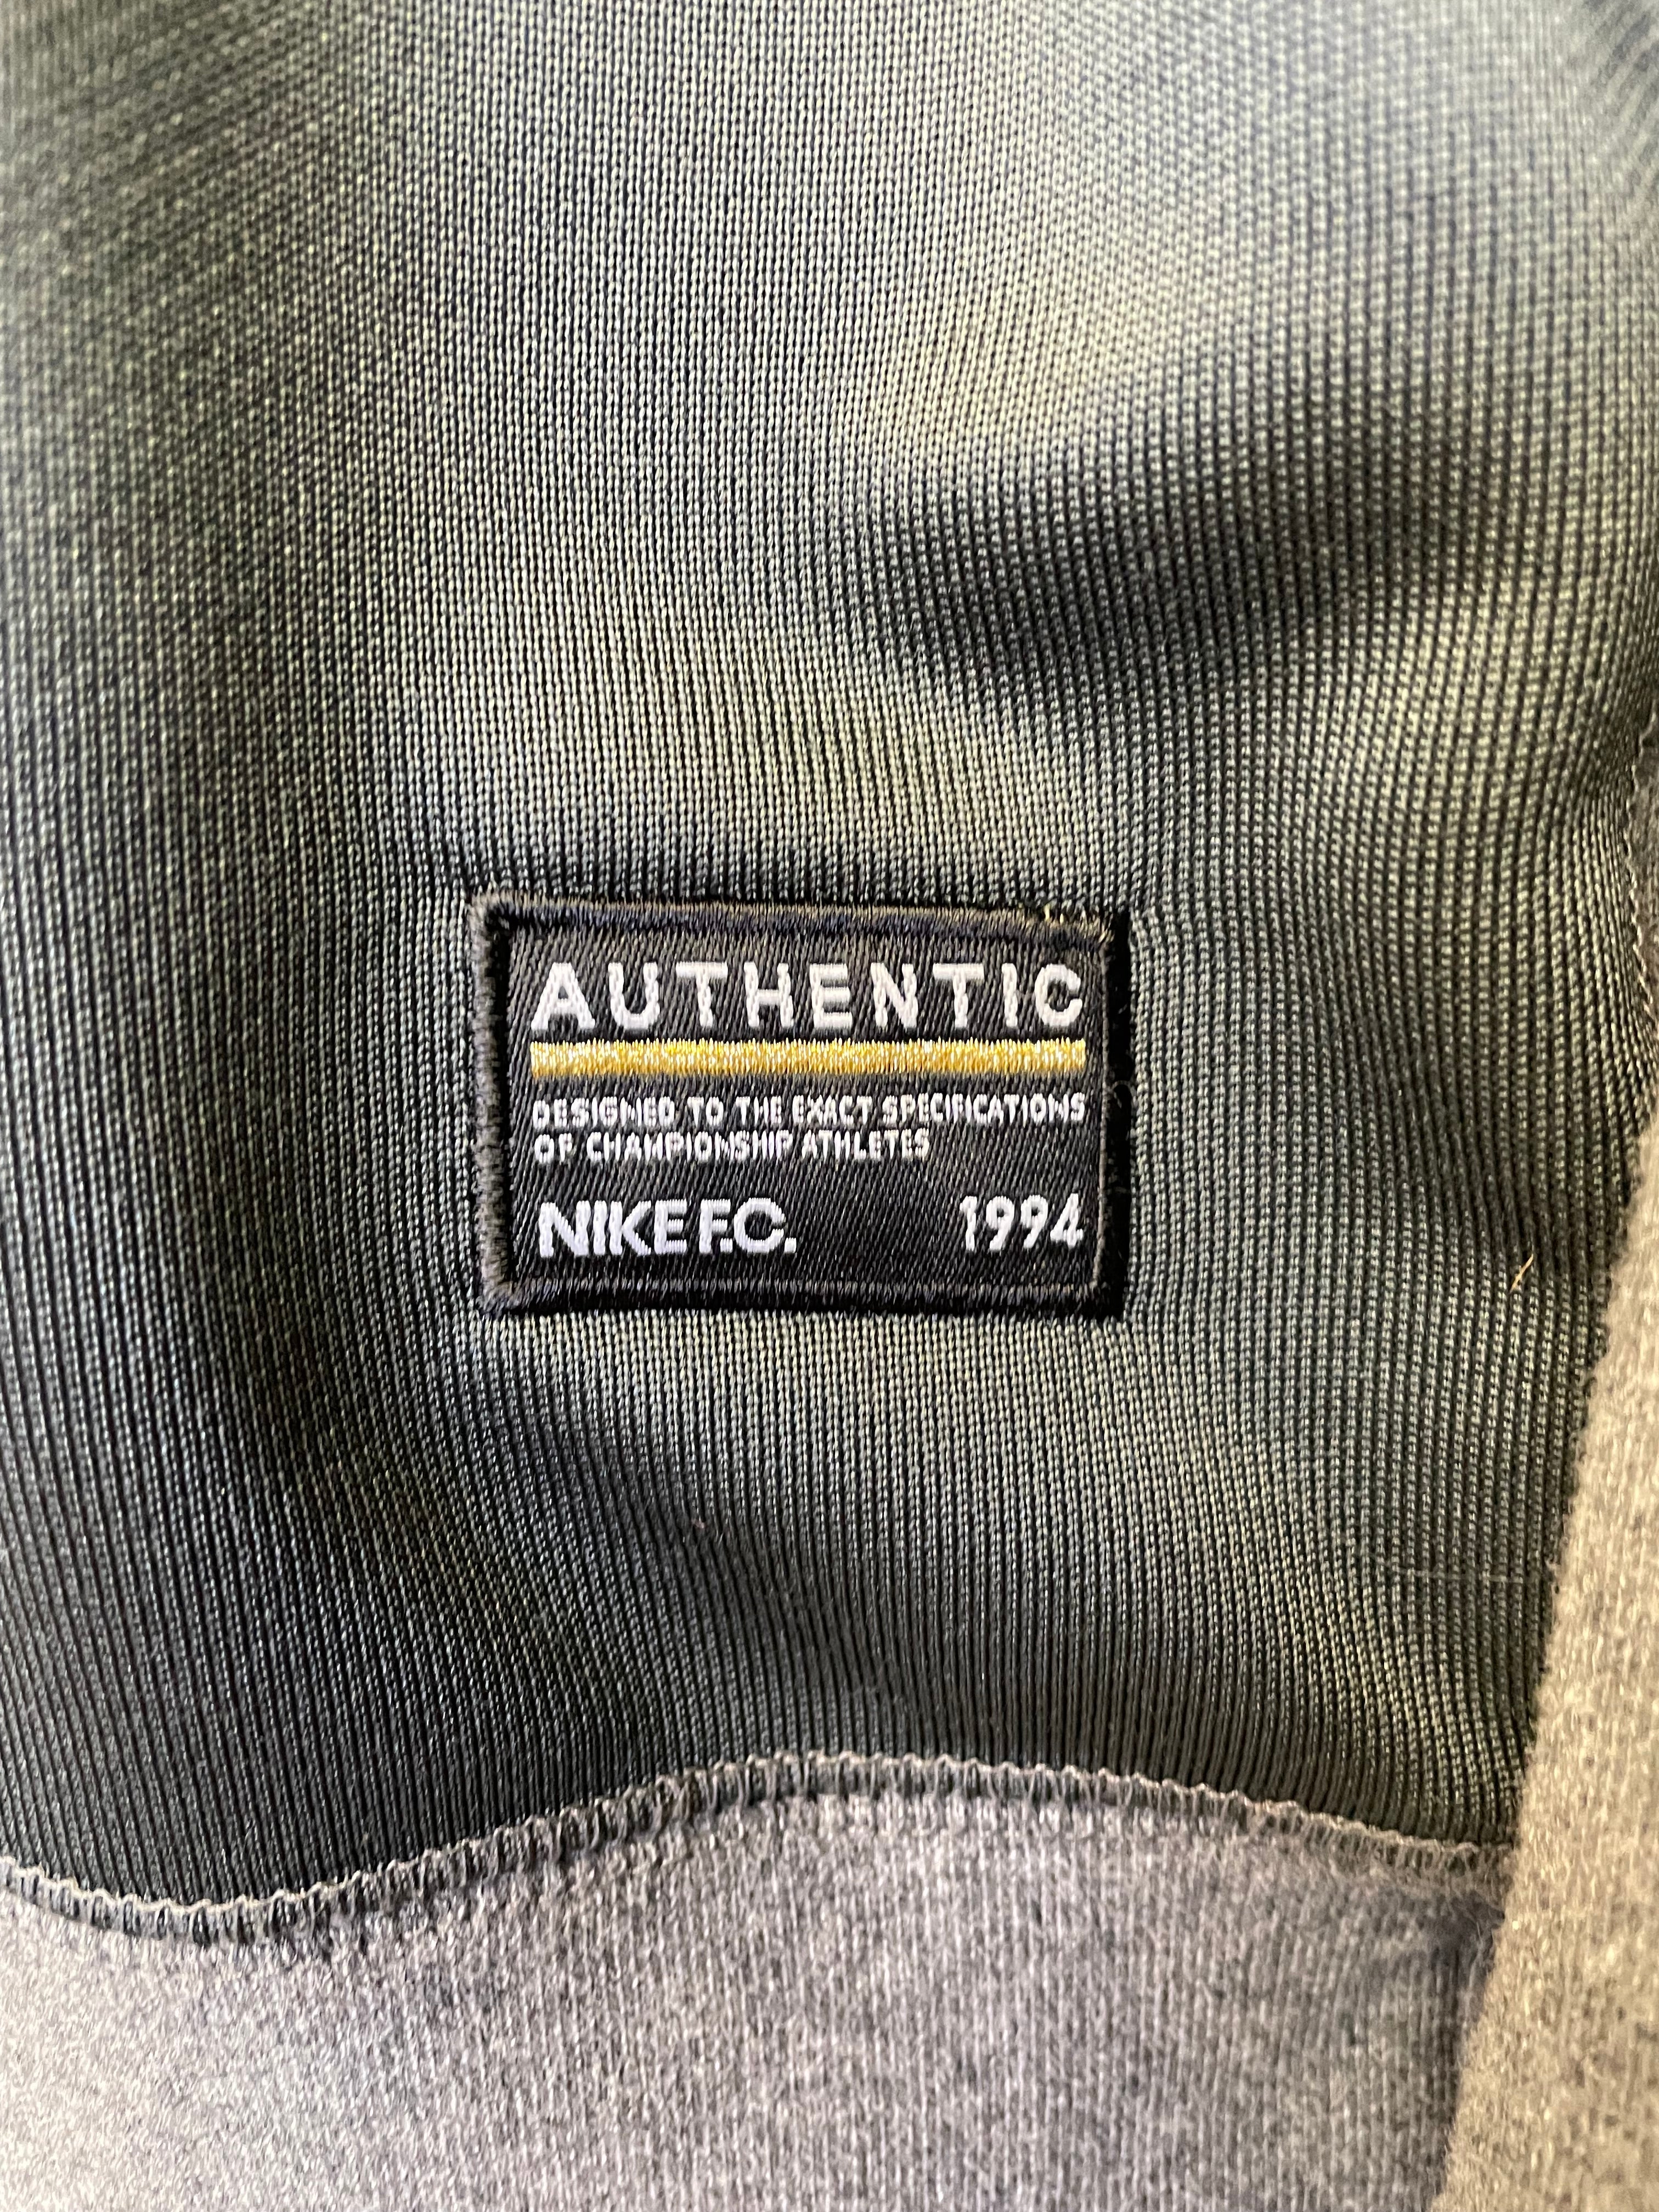 AUTHENTIC
DESIGNED TO THE EXACT SPECIFICATIONS
OF CHAMPIONSHIP ATHLETES
NIKE F.C. 1994